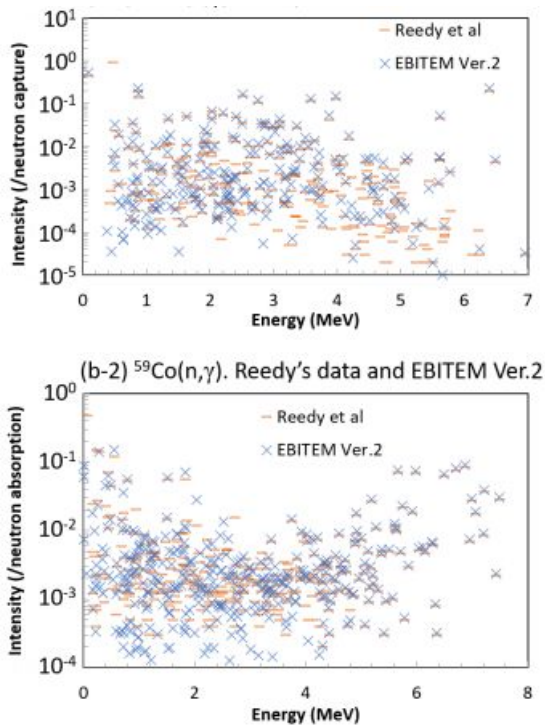 Reedy et al
EBITEM Ver.2
Intensity (/neutron capture)
10⁰
10⁻¹
10⁻²
10⁻³
10⁻⁴
10⁻⁵
0 1 2 3 4 5 6 7
Energy (MeV)
(b-2) ⁵⁹Co(n,γ). Reedy's data and EBITEM Ver.2
Reedy et al
EBITEM Ver.2
Intensity (/neutron absorption)
10⁰
10⁻¹
10⁻²
10⁻³
10⁻⁴
0 2 4 6 8
Energy (MeV)